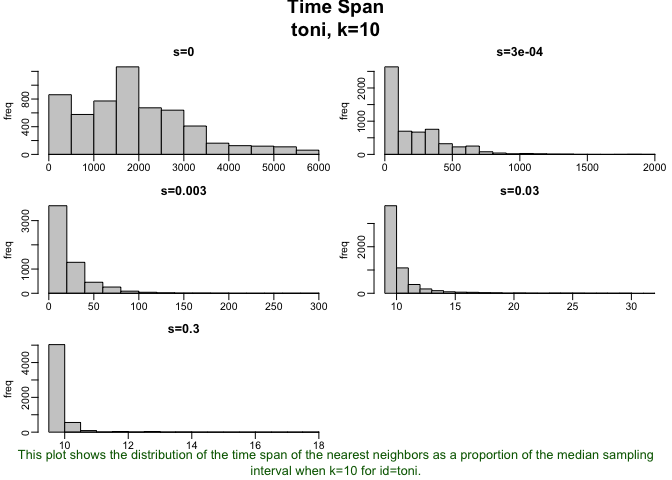 Time Span
toni, k=10
s=0
freq
0 400 800
0 1000 2000 3000 4000 5000 6000
s=3e-04
freq
0 1000 2000
0 500 1000 1500 2000
s=0.003
freq
0 1000 3000
0 50 100 150 200 250 300
s=0.03
freq
0 2000
10 15 20 25 30
s=0.3
freq
0 2000 4000
10 12 14 16 18
This plot shows the distribution of the time span of the nearest neighbors as a proportion of the median sampling
interval when k=10 for id=toni.